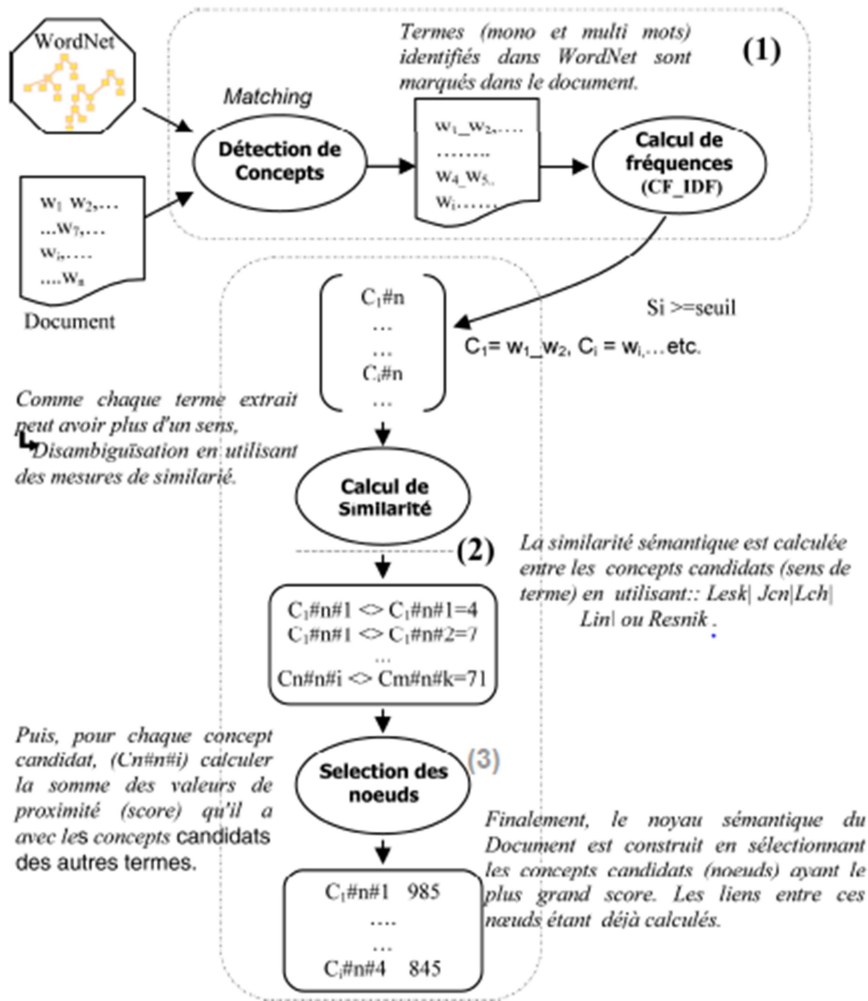 WordNet
Termes (mono et multi mots)
identifiés dans WordNet sont
marqués dans le document.
(1)
Matching
Détection de
Concepts
w1_w2,....
........
w4_w5..
wi......
Calcul de
fréquences
(CF_IDF)
w1 w2,...
...w7,...
wi,....
....wn
Document
C1#n
...
...
Ci#n
...
Si >=seuil
C1= w1_w2, Ci = wi,...etc.
Comme chaque terme extrait
peut avoir plus d'un sens,
Disambiguïsation en utilisant
des mesures de similarié.
Calcul de
Similarité
(2)
La similarité sémantique est calculée
entre les concepts candidats (sens de
terme) en utilisant:: Lesk| Jcn|Lch|
Lin| ou Resnik .
C1#n#1 <> C1#n#1=4
C1#n#1 <> C1#n#2=7
...
Cn#n#i <> Cm#n#k=71
Puis, pour chaque concept
candidat, (Cn#n#i) calculer
la somme des valeurs de
proximité (score) qu'il a
avec les concepts candidats
des autres termes.
Selection des
noeuds
(3)
Finalement, le noyau sémantique du
Document est construit en sélectionnant
les concepts candidats (noeuds) ayant le
plus grand score. Les liens entre ces
nœuds étant déjà calculés.
C1#n#1 985
....
...
Ci#n#4 845